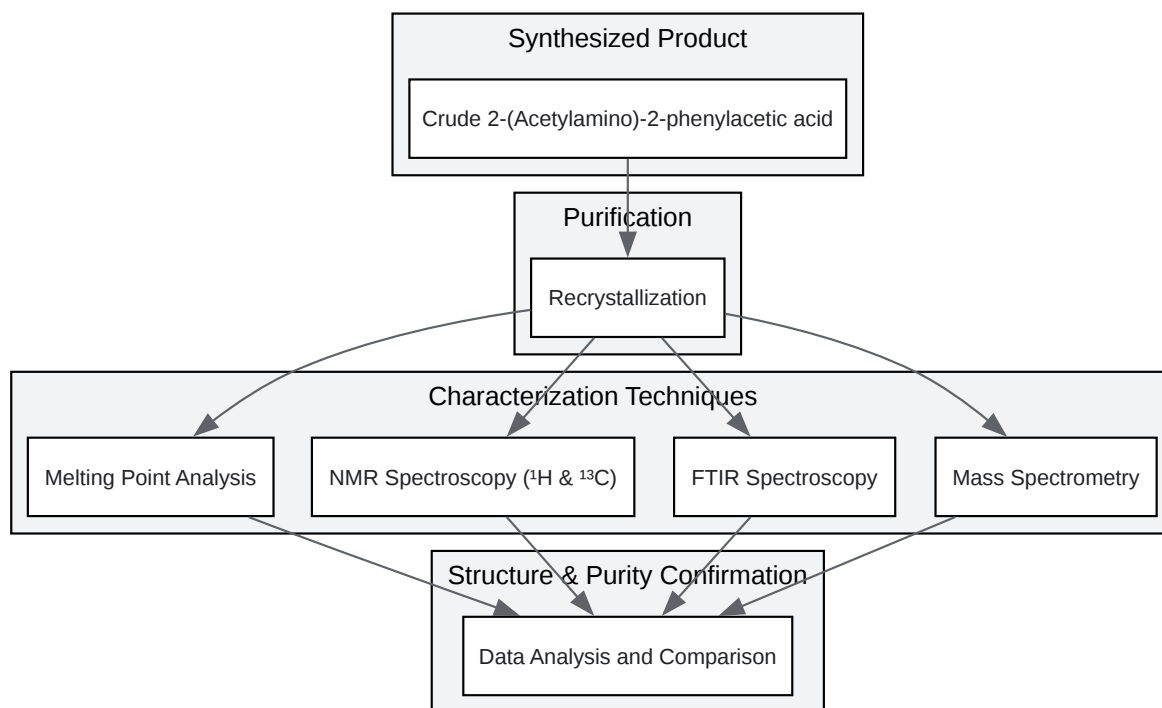 Synthesized Product
Crude 2-(Acetylamino)-2-phenylacetic acid
Purification
Recrystallization
Characterization Techniques
Melting Point Analysis
NMR Spectroscopy (¹H & ¹³C)
FTIR Spectroscopy
Mass Spectrometry
Structure & Purity Confirmation
Data Analysis and Comparison